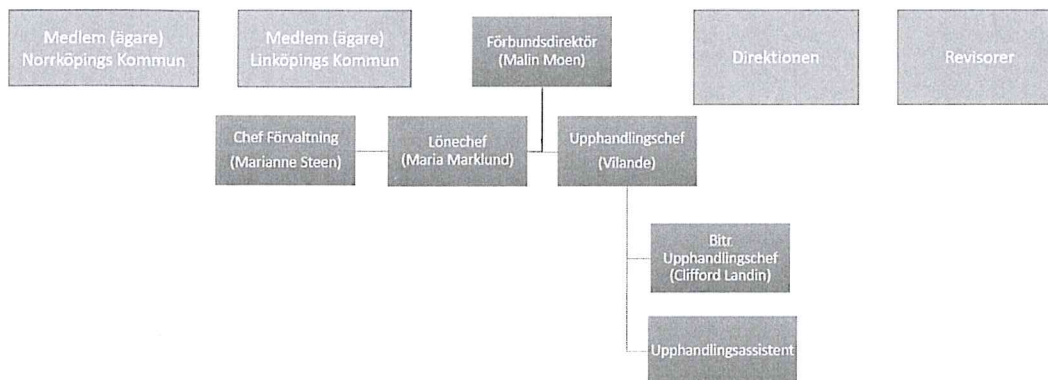 Medlem (ägare)
Norrköpings Kommun
Medlem (ägare)
Linköpings Kommun
Förbundsdirektör
(Malin Moen)
Direktionen
Revisorer
Chef Förvaltning
(Marianne Steen)
Lönechef
(Maria Marklund)
Upphandlingschef
(Vilande)
Bitr.
Upphandlingschef
(Clifford Landin)
Upphandlingsassistent